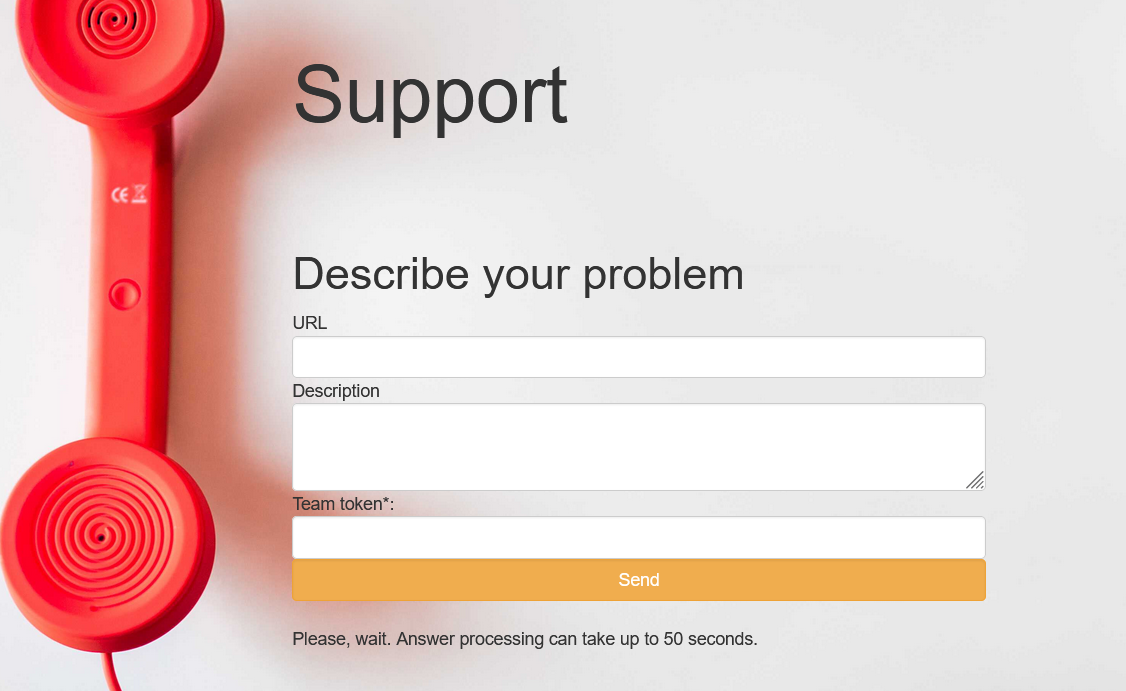 Support
Describe your problem
URL
Description
Team token*:
Send
Please, wait. Answer processing can take up to 50 seconds.